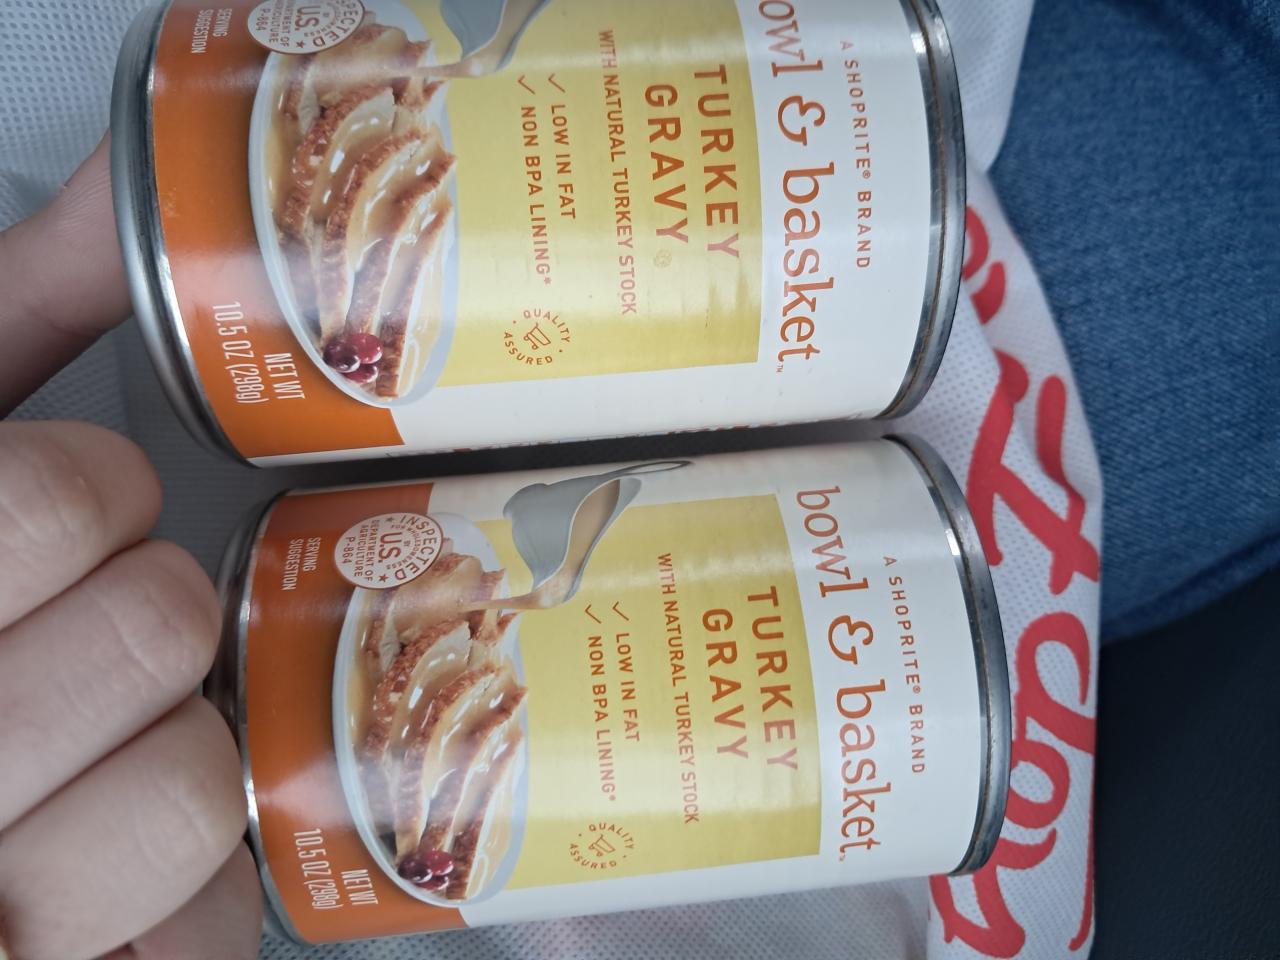 A SHOPRITE® BRAND
owl & basket™
TURKEY
GRAVY
WITH NATURAL TURKEY STOCK
✓ LOW IN FAT
✓ NON BPA LINING*
QUALITY
ASSURED
INSPECTED
U.S.
DEPARTMENT OF
AGRICULTURE
P-864
SERVING
SUGGESTION
NET WT
10.5 OZ (298g)
A SHOPRITE® BRAND
bowl & basket™
TURKEY
GRAVY
WITH NATURAL TURKEY STOCK
✓ LOW IN FAT
✓ NON BPA LINING*
QUALITY
ASSURED
INSPECTED
FOR WHOLESOMENESS
BY
U.S.
DEPARTMENT OF
AGRICULTURE
P-864
SERVING
SUGGESTION
NET WT
10.5 OZ (298g)